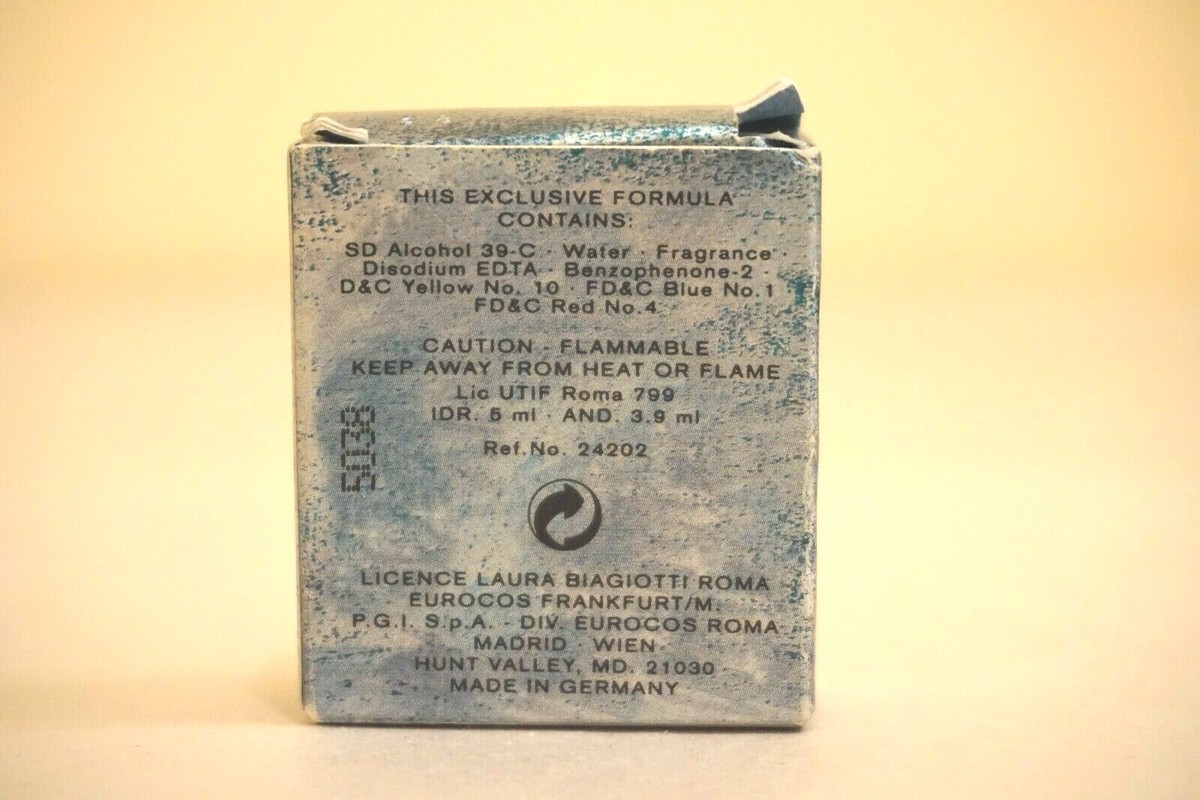 THIS EXCLUSIVE FORMULA
CONTAINS:
SD Alcohol 39-C · Water · Fragrance ·
Disodium EDTA · Benzophenone-2 ·
D&C Yellow No. 10 · FD&C Blue No.1
FD&C Red No.4
CAUTION - FLAMMABLE
KEEP AWAY FROM HEAT OR FLAME
Lic UTIF Roma 799
IDR. 5 ml · AND. 3.9 ml
Ref.No. 24202
5038
LICENCE LAURA BIAGIOTTI ROMA
EUROCOS FRANKFURT/M.
P.G.I. S.p.A. - DIV. EUROCOS ROMA
MADRID · WIEN
HUNT VALLEY, MD. 21030
MADE IN GERMANY